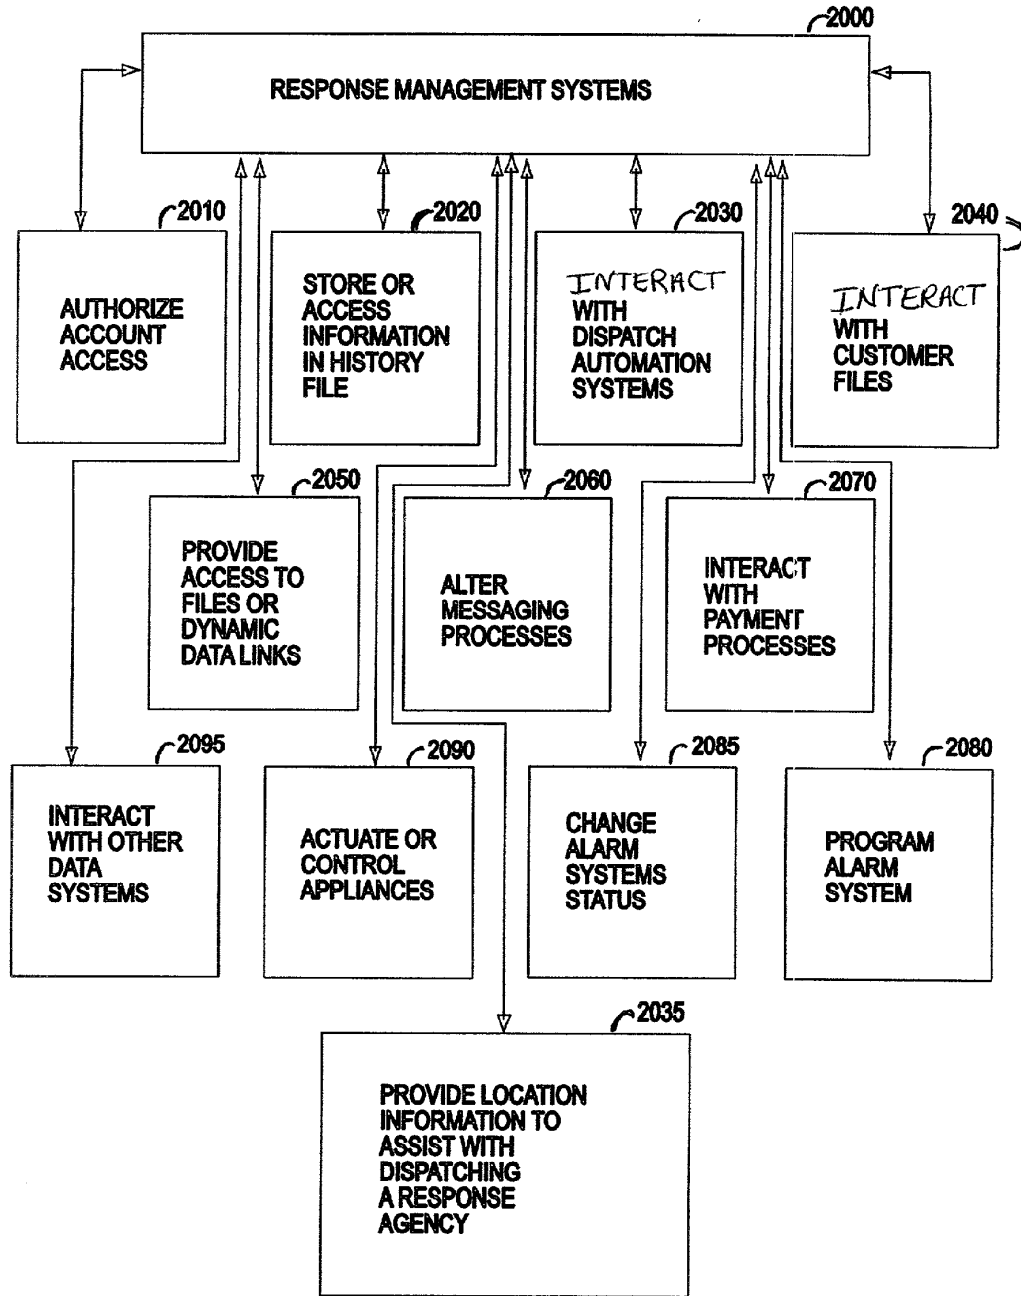 2000
RESPONSE MANAGEMENT SYSTEMS
2010
AUTHORIZE
ACCOUNT
ACCESS
2020
STORE OR
ACCESS
INFORMATION
IN HISTORY
FILE
2030
INTERACT
WITH
DISPATCH
AUTOMATION
SYSTEMS
2040
INTERACT
WITH
CUSTOMER
FILES
2050
PROVIDE
ACCESS TO
FILES OR
DYNAMIC
DATA LINKS
2060
ALTER
MESSAGING
PROCESSES
2070
INTERACT
WITH
PAYMENT
PROCESSES
2095
INTERACT
WITH OTHER
DATA
SYSTEMS
2090
ACTUATE OR
CONTROL
APPLIANCES
2085
CHANGE
ALARM
SYSTEMS
STATUS
2080
PROGRAM
ALARM
SYSTEM
2035
PROVIDE LOCATION
INFORMATION TO
ASSIST WITH
DISPATCHING
A RESPONSE
AGENCY